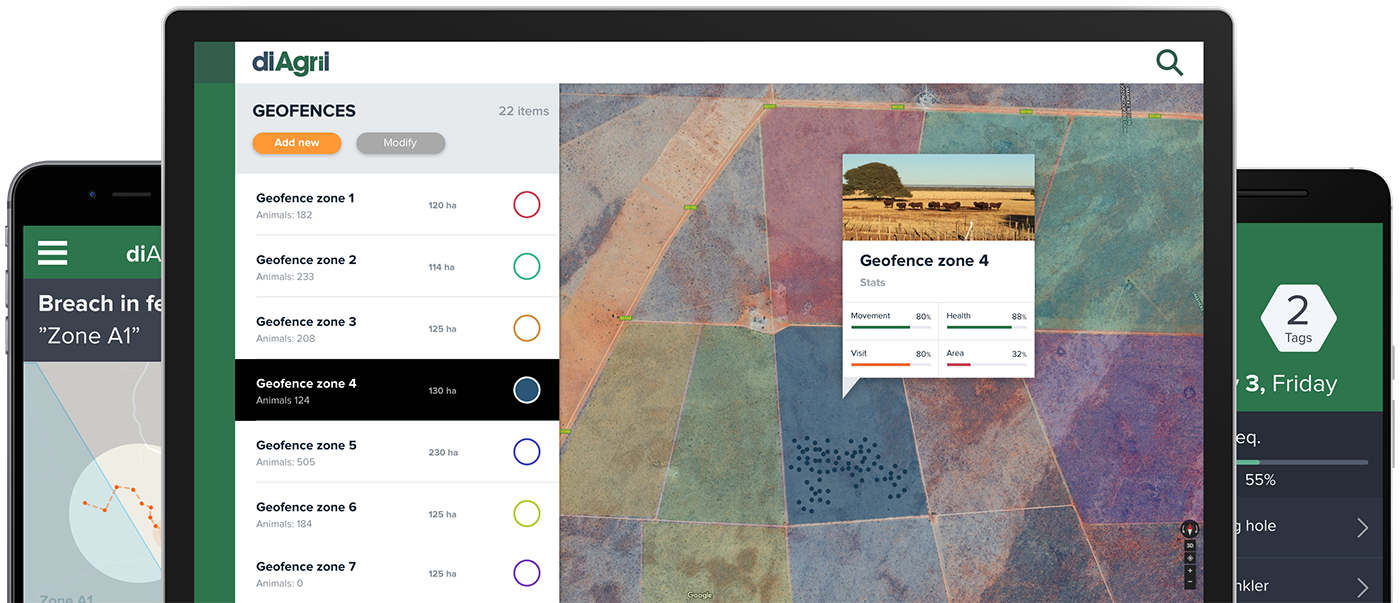 diAgril
GEOFENCES
22 items
Add new
Modify
Geofence zone 1
Animals: 182
120 ha
Geofence zone 2
Animals: 233
114 ha
Geofence zone 3
Animals: 208
125 ha
Geofence zone 4
Animals 124
130 ha
Geofence zone 5
Animals: 505
230 ha
Geofence zone 6
Animals: 184
125 ha
Geofence zone 7
Animals: 0
125 ha
Geofence zone 4
Stats
Movement 80%
Health 88%
Visit 80%
Area 32%
3D
Google
diA
Breach in fe
"Zone A1"
Zone A1
2
Tags
3, Friday
eq.
55%
g hole
nkler